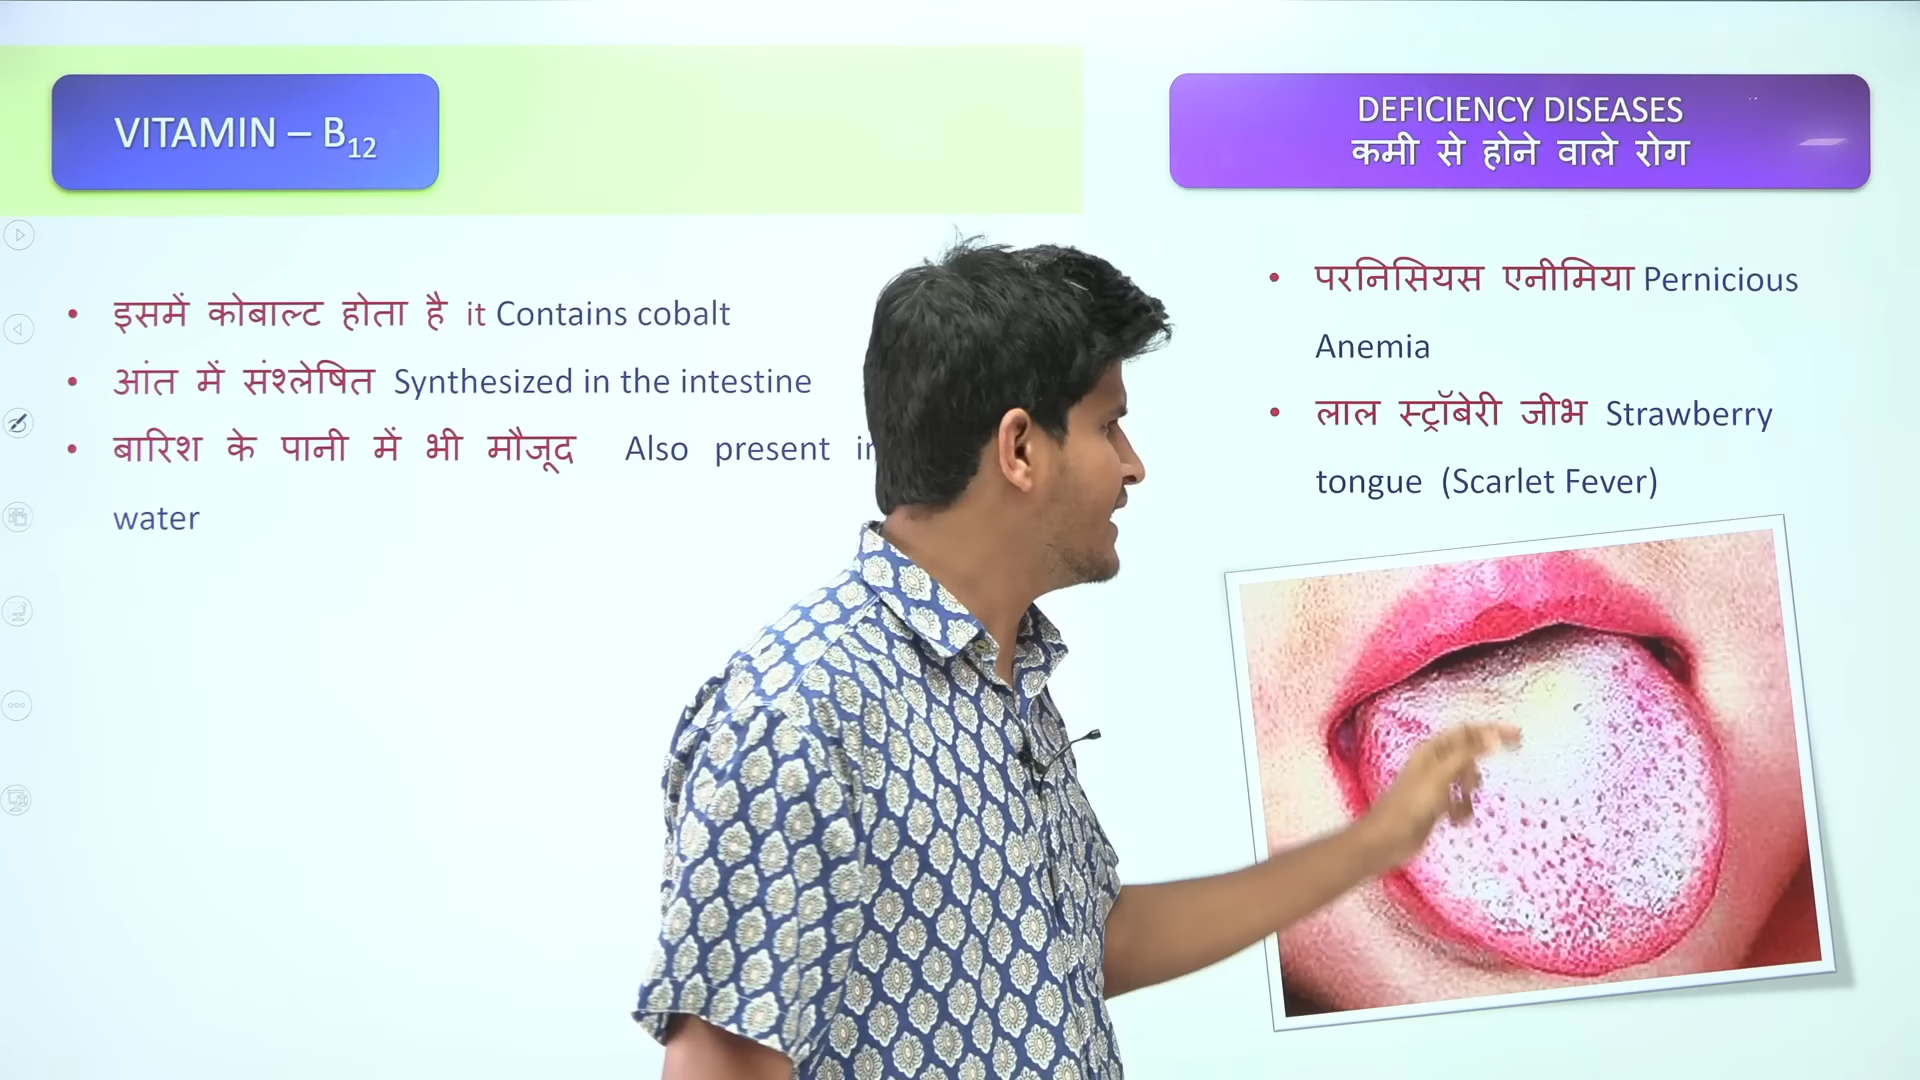 VITAMIN – B12
DEFICIENCY DISEASES
कमी से होने वाले रोग
• इसमें कोबाल्ट होता है it Contains cobalt
• आंत में संश्लेषित Synthesized in the intestine
• बारिश के पानी में भी मौजूद Also present in
water
• परनिसियस एनीमिया Pernicious
Anemia
• लाल स्ट्रॉबेरी जीभ Strawberry
tongue (Scarlet Fever)